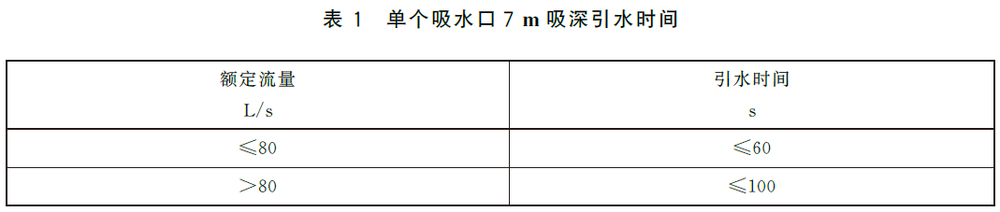 表 1 单个吸水口 7 m 吸深引水时间
额定流量 引水时间
L/s s
≤80 ≤60
>80 ≤100